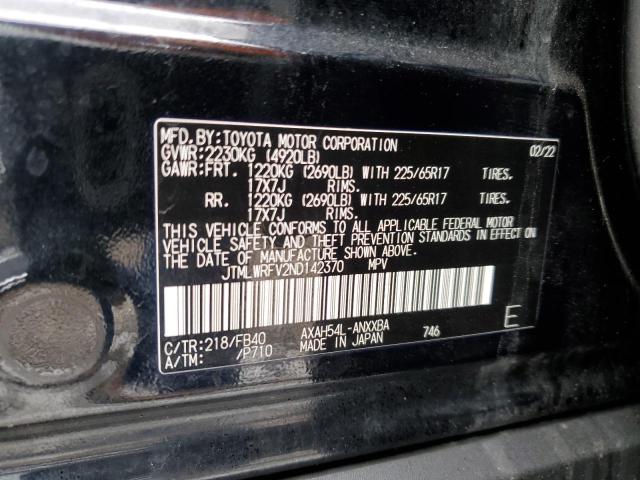 MFD. BY: TOYOTA MOTOR CORPORATION 02/22
GVWR: 2230KG (4920LB)
GAWR: FRT. 1220KG (2690LB) WITH 225/65R17 TIRES.
17X7J RIMS.
RR. 1220KG (2690LB) WITH 225/65R17 TIRES.
17X7J RIMS.
THIS VEHICLE CONFORMS TO ALL APPLICABLE FEDERAL MOTOR
VEHICLE SAFETY AND THEFT PREVENTION STANDARDS IN EFFECT ON
THE DATE OF MANUFACTURE SHOWN ABOVE.
JTMLWRFV2ND142370 MPV
C/TR: 218/FB40 AXAH54L-ANXXBA 746 E
A/TM: /P710 MADE IN JAPAN